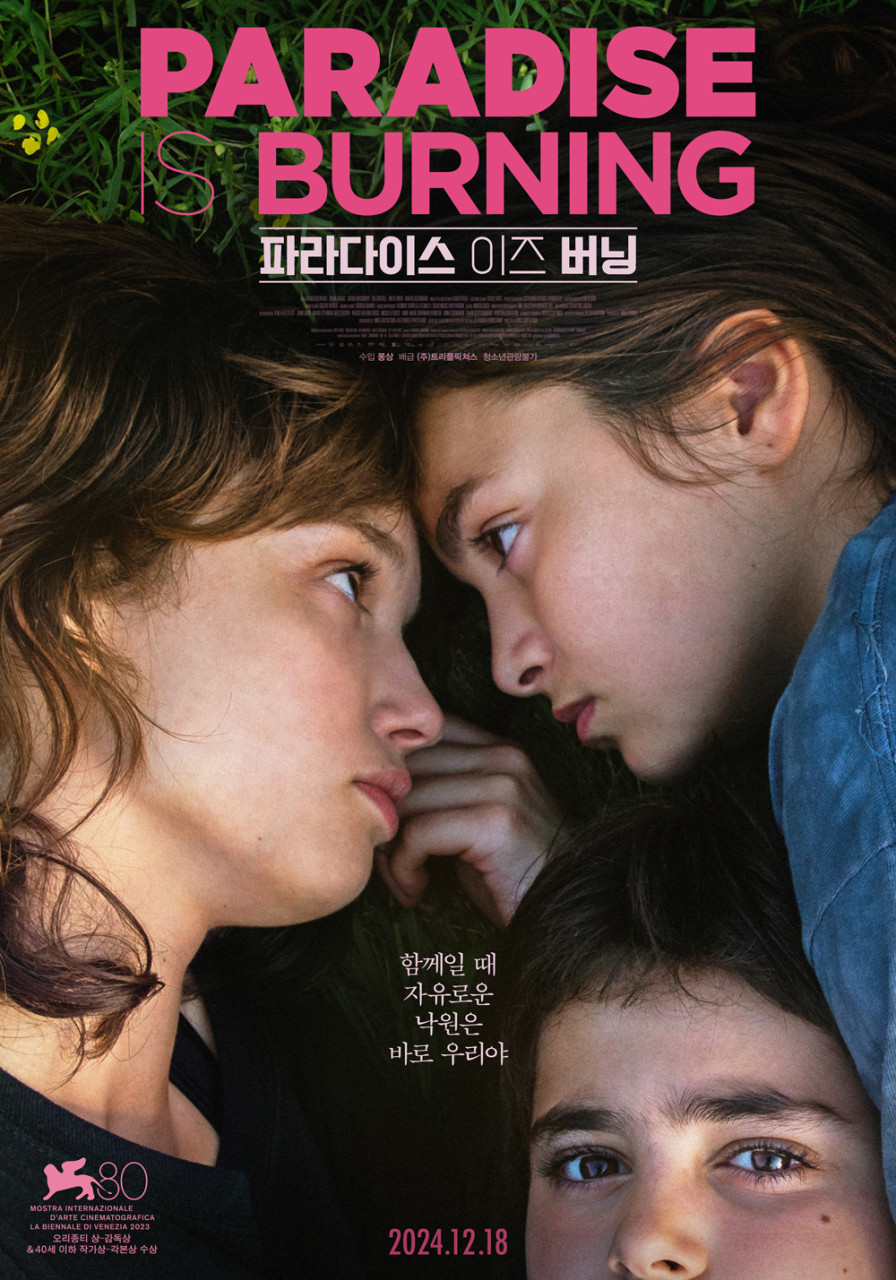 PARADISE
IS BURNING
파라다이스 이즈 버닝
수입 퐁상 배급 (주)트리플픽쳐스 청소년관람불가
함께일 때
자유로운
낙원은
바로 우리야
80
MOSTRA INTERNAZIONALE
D'ARTE CINEMATOGRAFICA
LA BIENNALE DI VENEZIA 2023
오리종티 상-감독상
&40세 이하 작가상-각본상 수상
2024.12.18